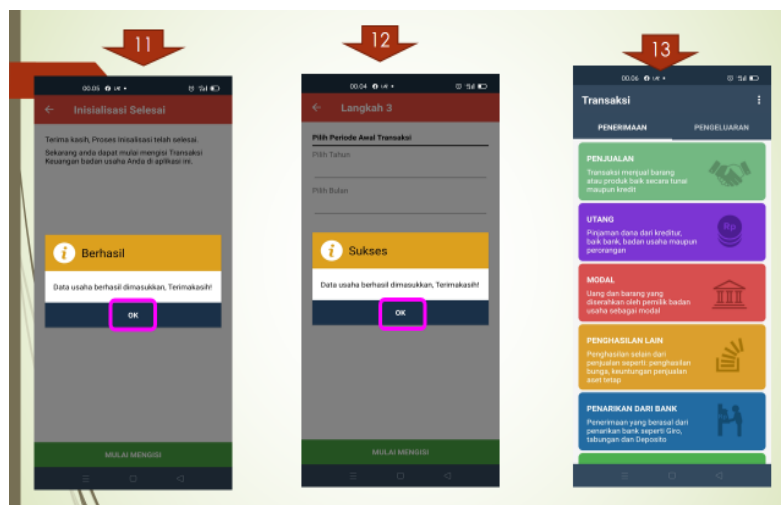 11
00.05
Inisialisasi Selesai
Terima kasih, Proses Inisalisasi telah selesai.
Sekarang anda dapat mulai mengisi Transaksi
Keuangan badan usaha Anda di aplikasi ini.
Berhasil
Data usaha berhasil dimasukkan, Terimakasih!
OK
MULAI MENGISI
12
00.04
Langkah 3
Pilih Periode Awal Transaksi
Pilih Tahun
Pilih Bulan
Sukses
Data usaha berhasil dimasukkan, Terimakasih!
OK
MULAI MENGISI
13
00.06
Transaksi
PENERIMAAN
PENGELUARAN
PENJUALAN
Transaksi menjual barang
atau produk baik secara tunai
maupun kredit
UTANG
Pinjaman dana dari kreditur,
baik bank, badan usaha maupun
perorangan
Rp
MODAL
Uang dan barang yang
diserahkan oleh pemilik badan
usaha sebagai modal
PENGHASILAN LAIN
Penghasilan selain dari
penjualan seperti: penghasilan
bunga, keuntungan penjualan
aset tetap
PENARIKAN DARI BANK
Penerimaan yang berasal dari
penarikan bank seperti Giro,
tabungan dan Deposito